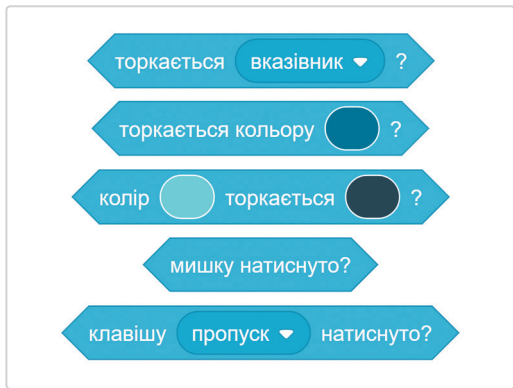 торкається вказівник ?
торкається кольору ?
колір торкається ?
мишку натиснуто?
клавішу пропуск натиснуто?